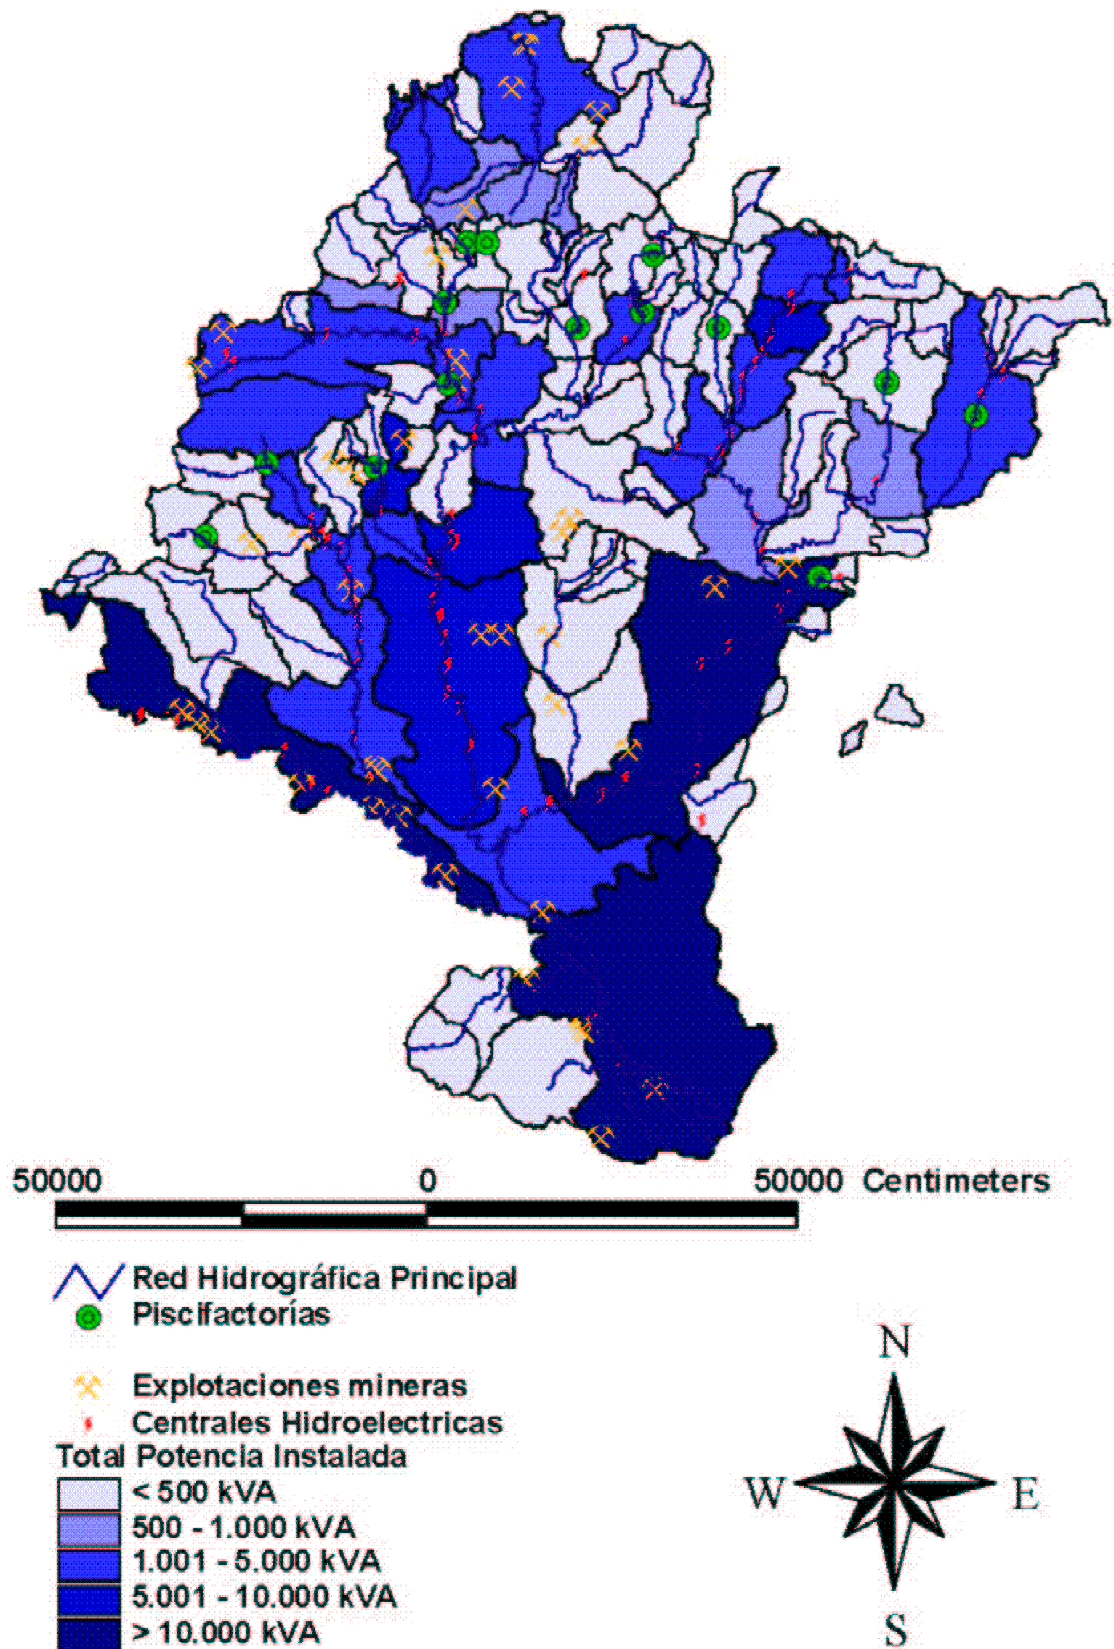 50000 0 50000 Centimeters
Red Hidrográfica Principal
Piscifactorías
Explotaciones mineras
Centrales Hidroelectricas
Total Potencia Instalada
< 500 kVA
500 - 1.000 kVA
1.001 - 5.000 kVA
5.001 - 10.000 kVA
> 10.000 kVA
N
W E
S